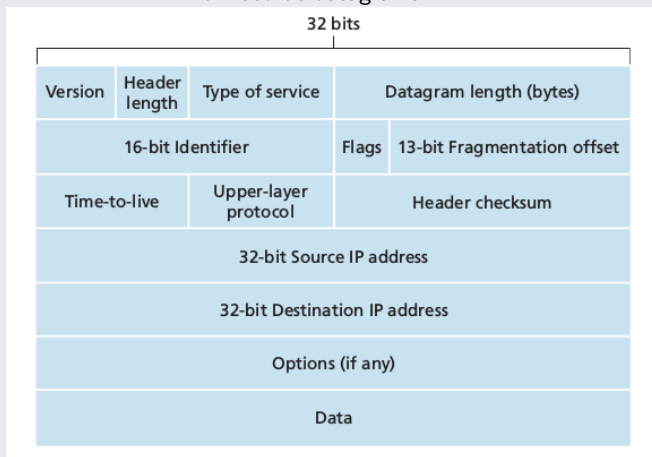 32 bits
Version
Header
length
Type of service
Datagram length (bytes)
16-bit Identifier
Flags
13-bit Fragmentation offset
Time-to-live
Upper-layer
protocol
Header checksum
32-bit Source IP address
32-bit Destination IP address
Options (if any)
Data